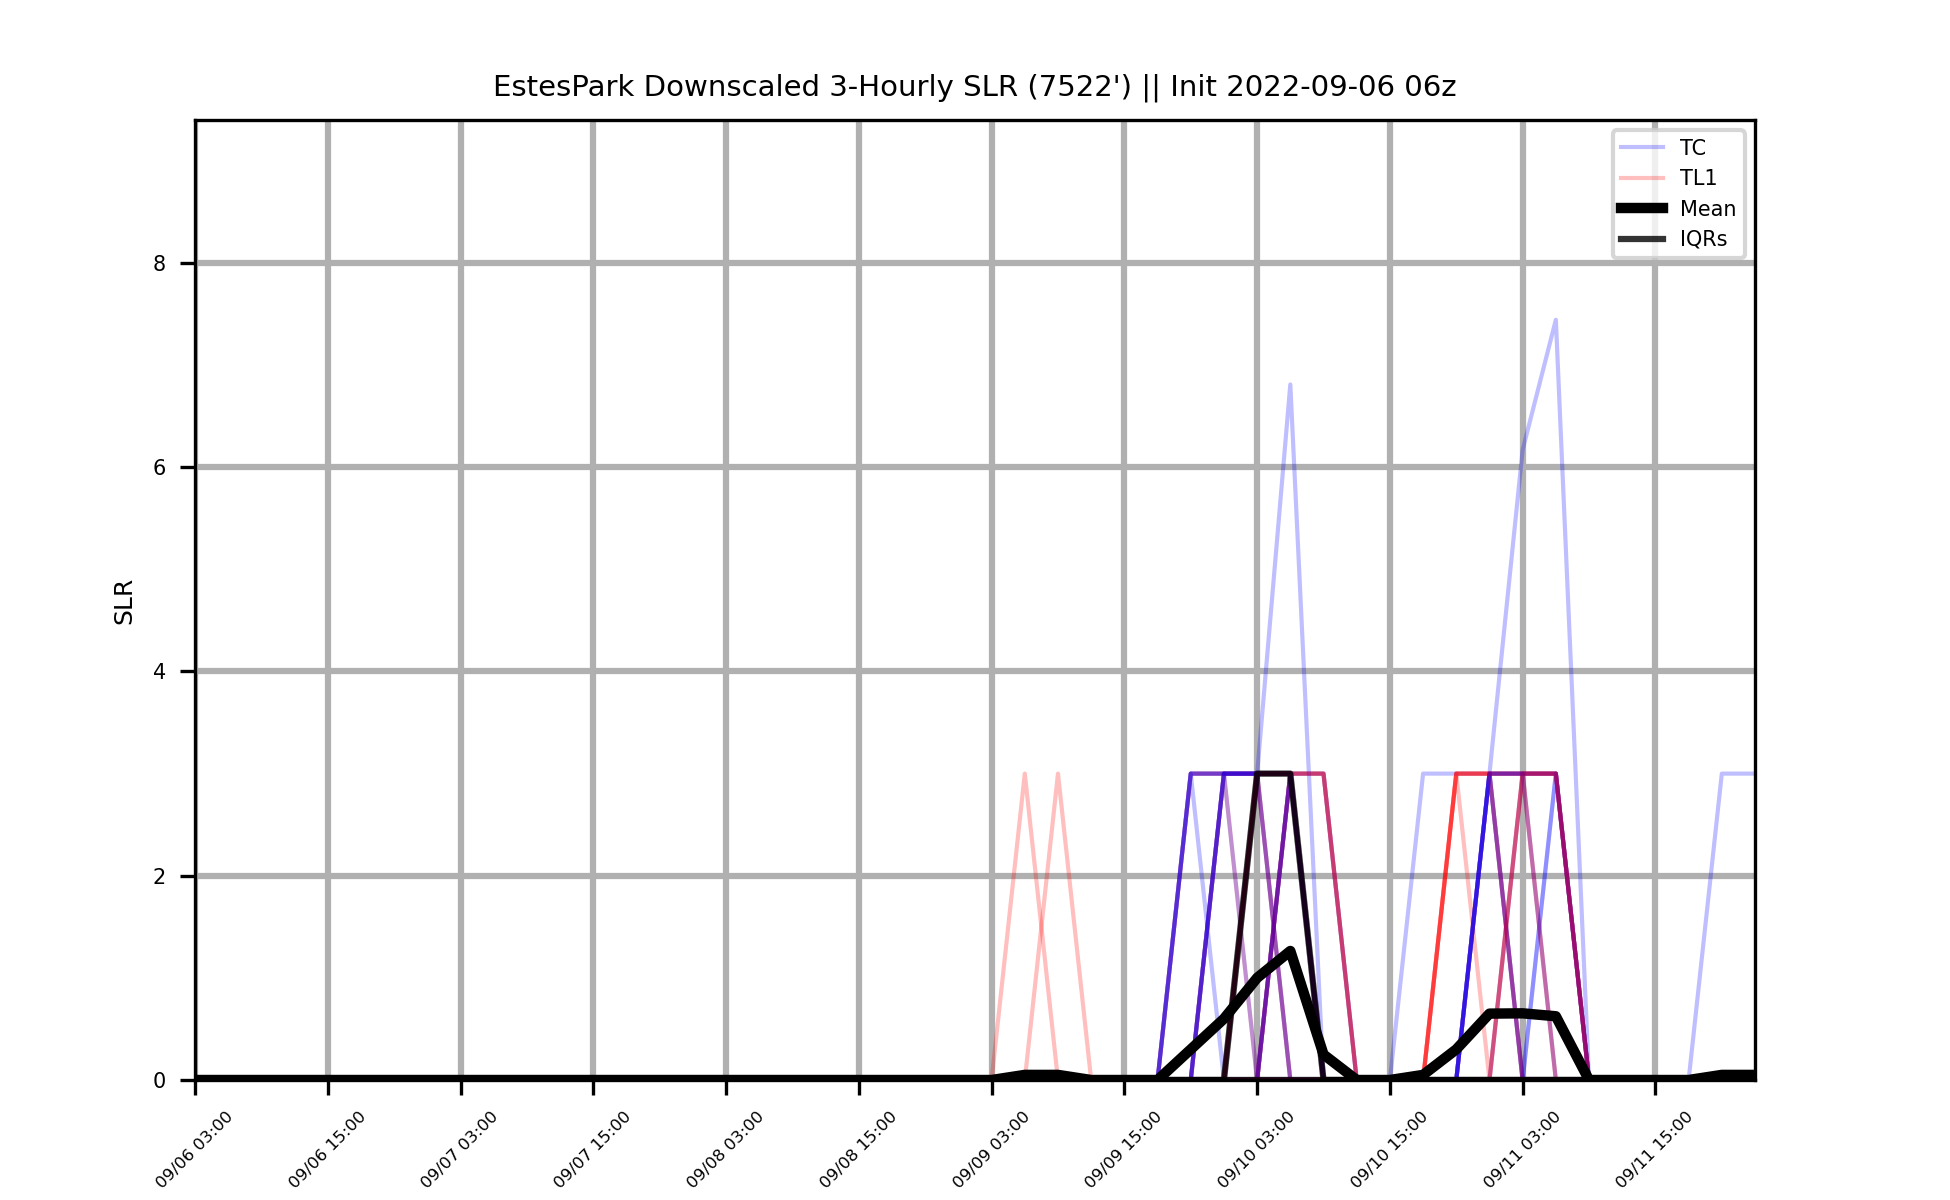 EstesPark Downscaled 3-Hourly SLR (7522') || Init 2022-09-06 06z
TC
TL1
Mean
IQRs
8
6
4
2
0
SLR
09/06 03:00
09/06 15:00
09/07 03:00
09/07 15:00
09/08 03:00
09/08 15:00
09/09 03:00
09/09 15:00
09/10 03:00
09/10 15:00
09/11 03:00
09/11 15:00